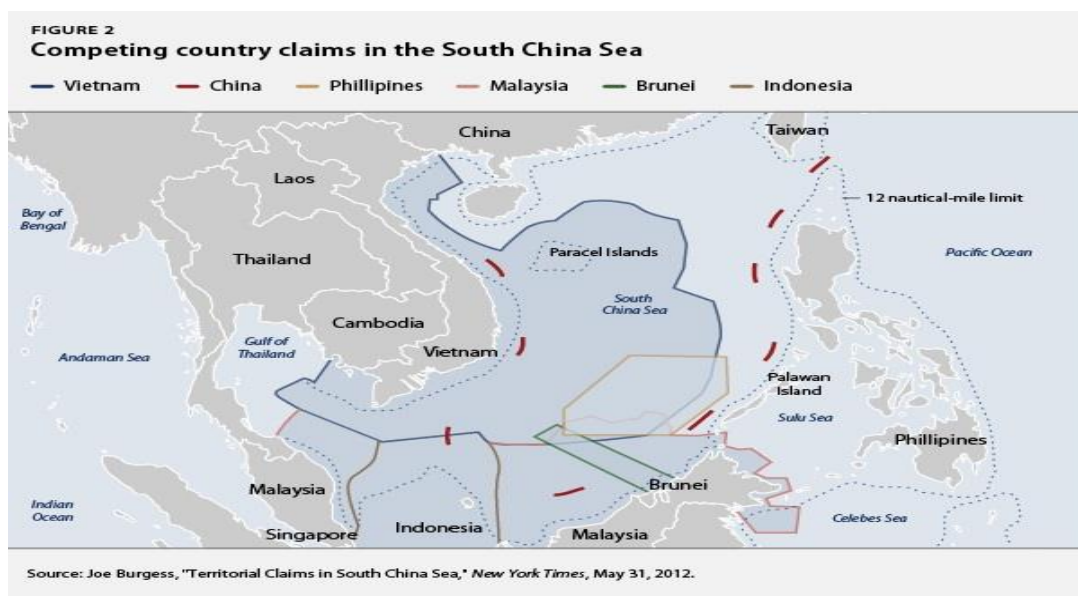 FIGURE 2
Competing country claims in the South China Sea
Vietnam China Phillipines Malaysia Brunei Indonesia
China
Taiwan
Laos
12 nautical-mile limit
Bay of
Bengal
Paracel Islands
Pacific Ocean
Thailand
South
China Sea
Cambodia
Gulf of
Thailand
Vietnam
Andaman Sea
Palawan
Island
Sulu Sea
Phillipines
Malaysia
Brunei
Indian
Ocean
Singapore
Indonesia
Malaysia
Celebes Sea
Source: Joe Burgess, "Territorial Claims in South China Sea," New York Times, May 31, 2012.